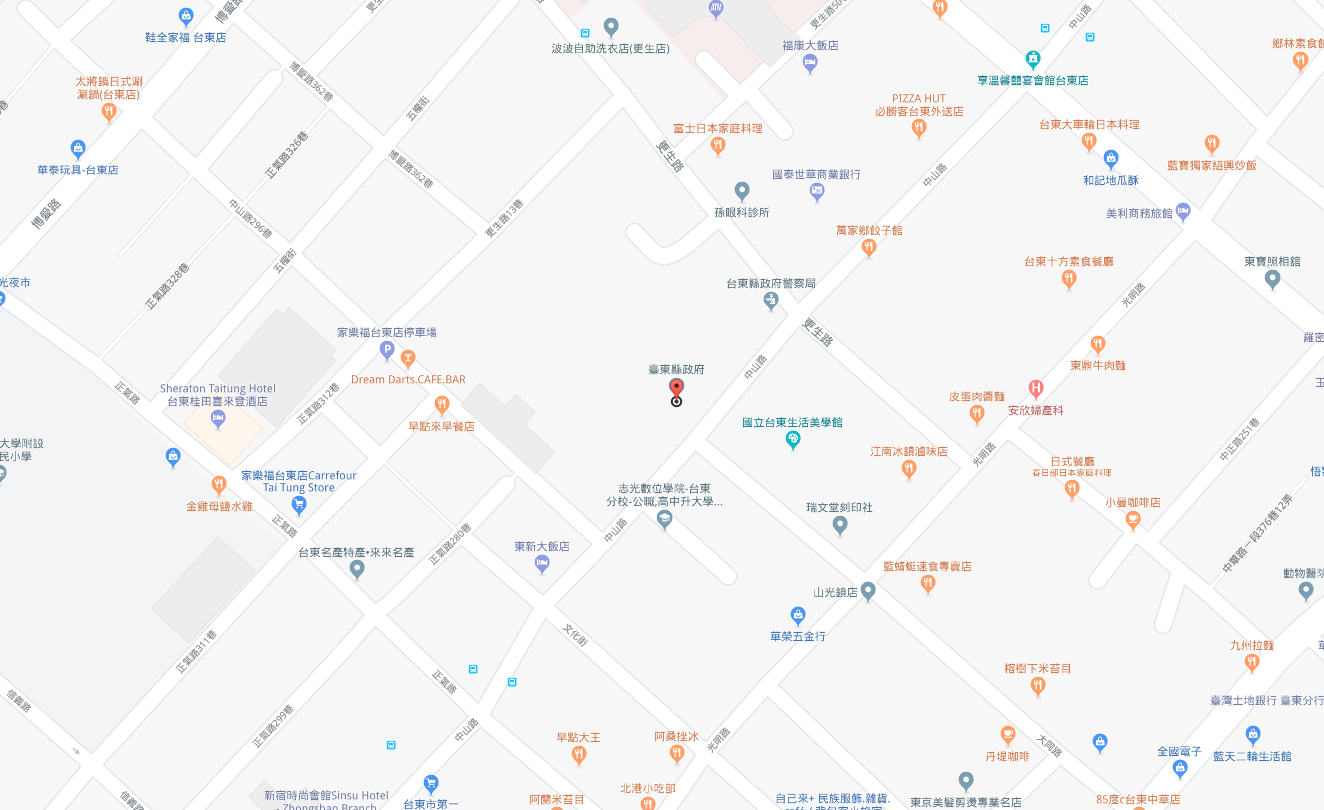 鞋全家福 台東店
博愛路
更生路
波波自助洗衣店(更生店)
ATM
福康大飯店
中山路
鄉林素食館
享溫馨囍宴會館台東店
太將鍋日式涮
涮鍋(台東店)
博愛路362巷
五權街
PIZZA HUT
必勝客台東外送店
富士日本家庭料理
台東大車輪日本料理
正氣路326巷
更生路
華泰玩具-台東店
博愛路362巷
國泰世華商業銀行
中山路
藍寶獨家紹興炒飯
和記地瓜酥
孫眼科診所
美利商務旅館
博愛路
中山路296巷
更生路13巷
萬家鄉餃子館
五權街
台東十方素食餐廳
東寶照相舘
光夜市
正氣路328巷
台東縣政府警察局
光明路
家樂福台東店停車場
更生路
臺東縣政府
中山路
東鼎牛肉麵
Dream Darts.CAFE.BAR
Sheraton Taitung Hotel
台東桂田喜來登酒店
正氣路
正氣路312巷
皮蛋肉醬麵
安欣婦產科
早點來早餐店
國立台東生活美學館
中正路251巷
大學附設
民小學
江南冰鎮滷味店
光明路
日式餐廳
春日部日本家庭料理
家樂福台東店Carrefour
Tai Tung Store
志光數位學院-台東
分校-公職,高中升大學...
金雞母鹽水雞
瑞文堂刻印社
小曼咖啡店
正氣路
中山路
中華路一段376巷12弄
台東名產特產•來來名產
正氣路280巷
東新大飯店
藍蜻蜓速食專賣店
動物醫院
山光鎖店
華榮五金行
文化街
正氣路311巷
九州拉麵
榕樹下米苔目
正氣路
信義路
臺灣土地銀行 臺東分行
正氣路299巷
中山路
早點大王
阿桑挫冰
光明路
大同路
丹堤咖啡
全國電子
藍天二輪生活館
新宿時尚會館Sinsu Hotel
- Zhongshan Branch
台東市第一
北港小吃部
阿蘭米苔目
自己來+ 民族服飾.雜貨.
東京美髮剪燙專業名店
85度c台東中華店
信義路